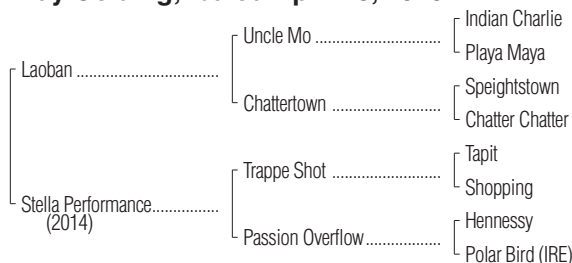 Indian Charlie
Uncle Mo ................................
Playa Maya
Laoban .....................................
Speightstown
Chattertown ............................
Chatter Chatter
Tapit
Trappe Shot ............................
Shopping
Stella Performance.................
(2014)
Hennessy
Passion Overflow...................
Polar Bird (IRE)